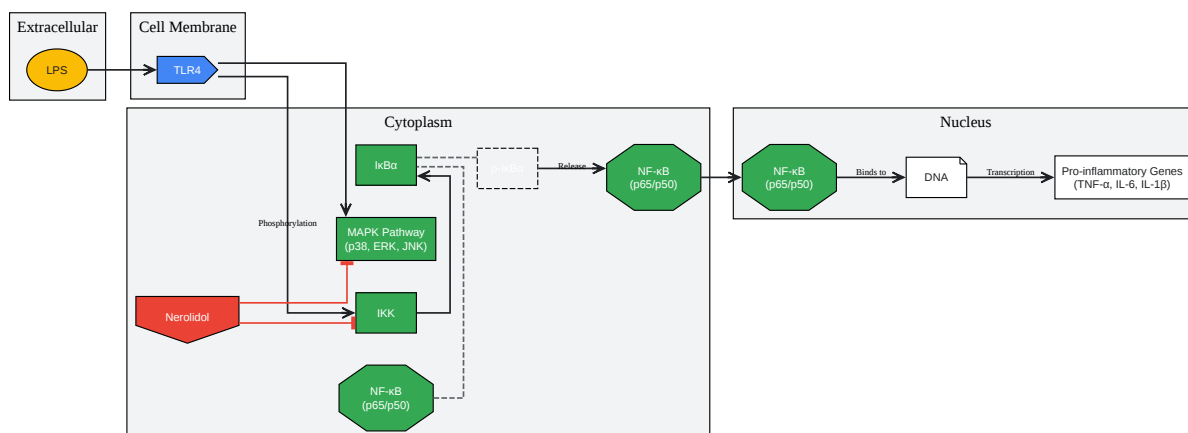 Extracellular
Cell Membrane
LPS
TLR4
Cytoplasm
Nucleus
IκBα
p-IκBα
Release
NF-κB
(p65/p50)
NF-κB
(p65/p50)
Binds to
DNA
Transcription
Pro-inflammatory Genes
(TNF-α, IL-6, IL-1β)
Phosphorylation
MAPK Pathway
(p38, ERK, JNK)
Nerolidol
IKK
NF-κB
(p65/p50)